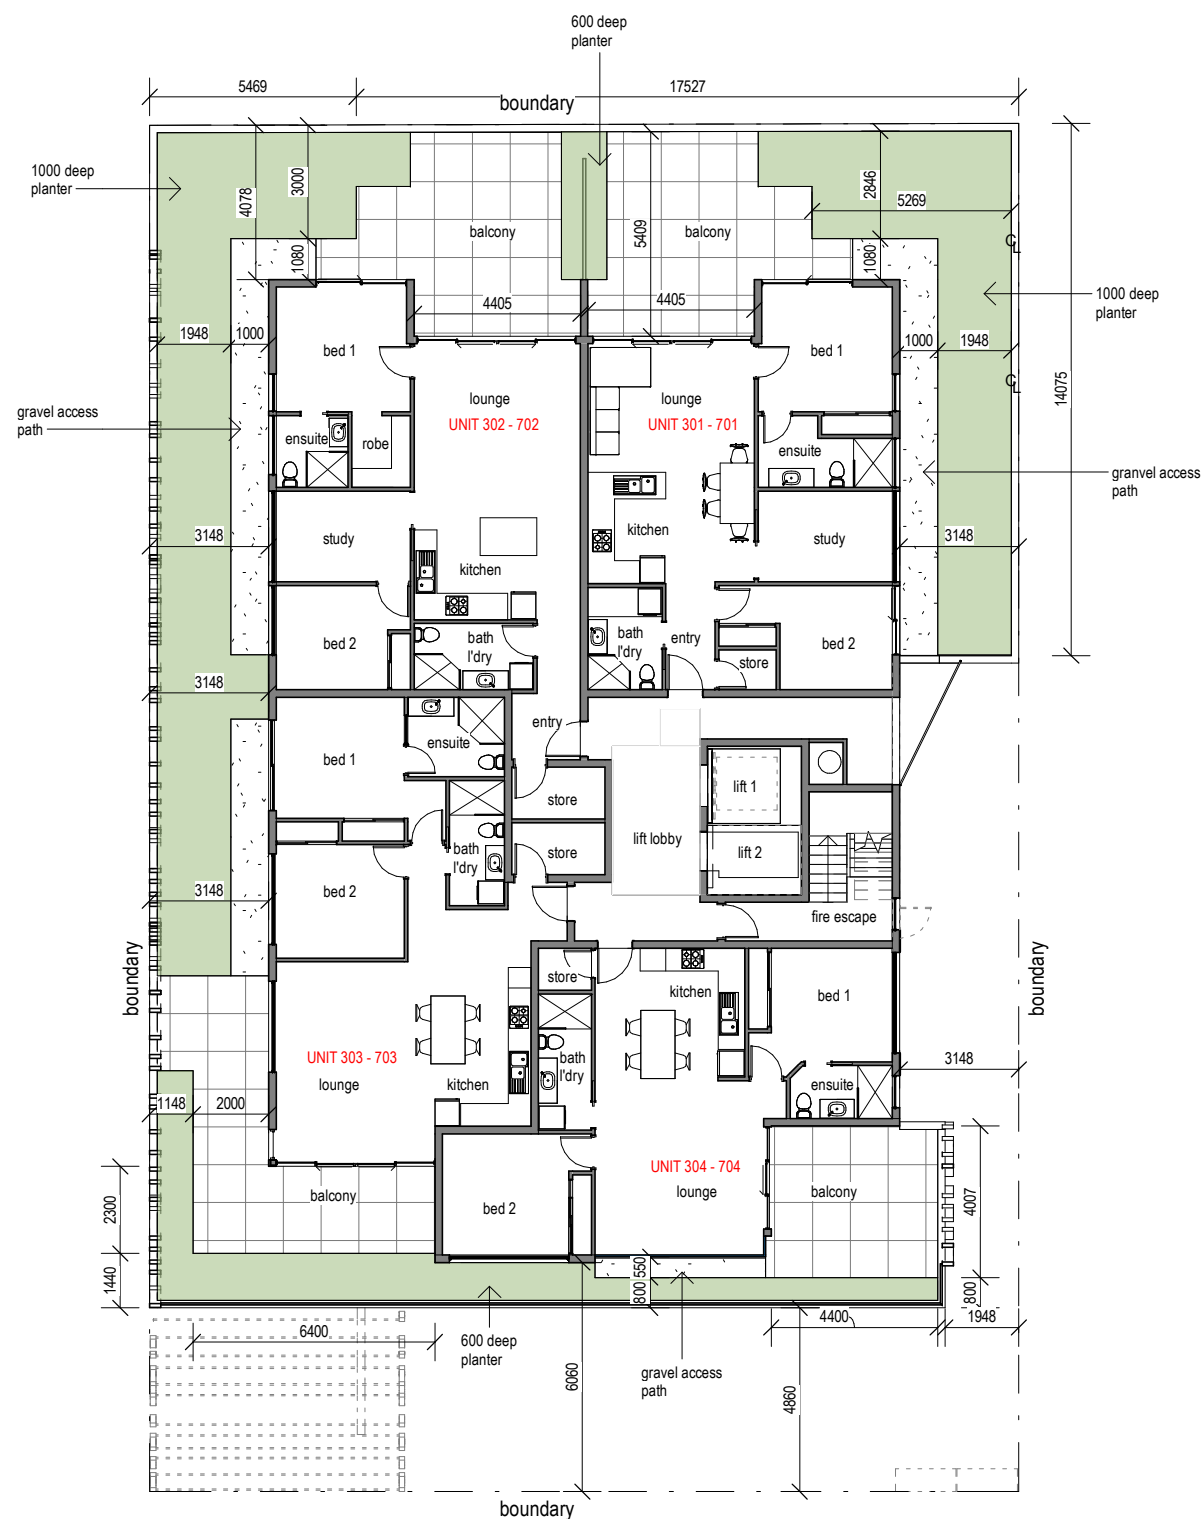 600 deep
planter
5469
17527
boundary
1000 deep
planter
4078
3000
1080
balcony
5409
balcony
2846
5269
1080
CL
1000 deep
planter
4405
4405
1948
1000
bed 1
bed 1
1000
1948
CL
14075
gravel access
path
lounge
UNIT 302 - 702
lounge
UNIT 301 - 701
ensuite
robe
ensuite
granvel access
path
3148
study
kitchen
kitchen
study
3148
bed 2
bath
l'dry
bath
l'dry
entry
store
bed 2
3148
entry
ensuite
bed 1
store
lift 1
lift lobby
lift 2
bath
l'dry
store
3148
bed 2
fire escape
boundary
boundary
store
kitchen
bed 1
UNIT 303 - 703
lounge
kitchen
bath
l'dry
ensuite
3148
1148
2000
UNIT 304 - 704
lounge
balcony
balcony
bed 2
2300
1440
4007
800
550
800
6400
600 deep
planter
6060
gravel access
path
4860
4400
1948
boundary